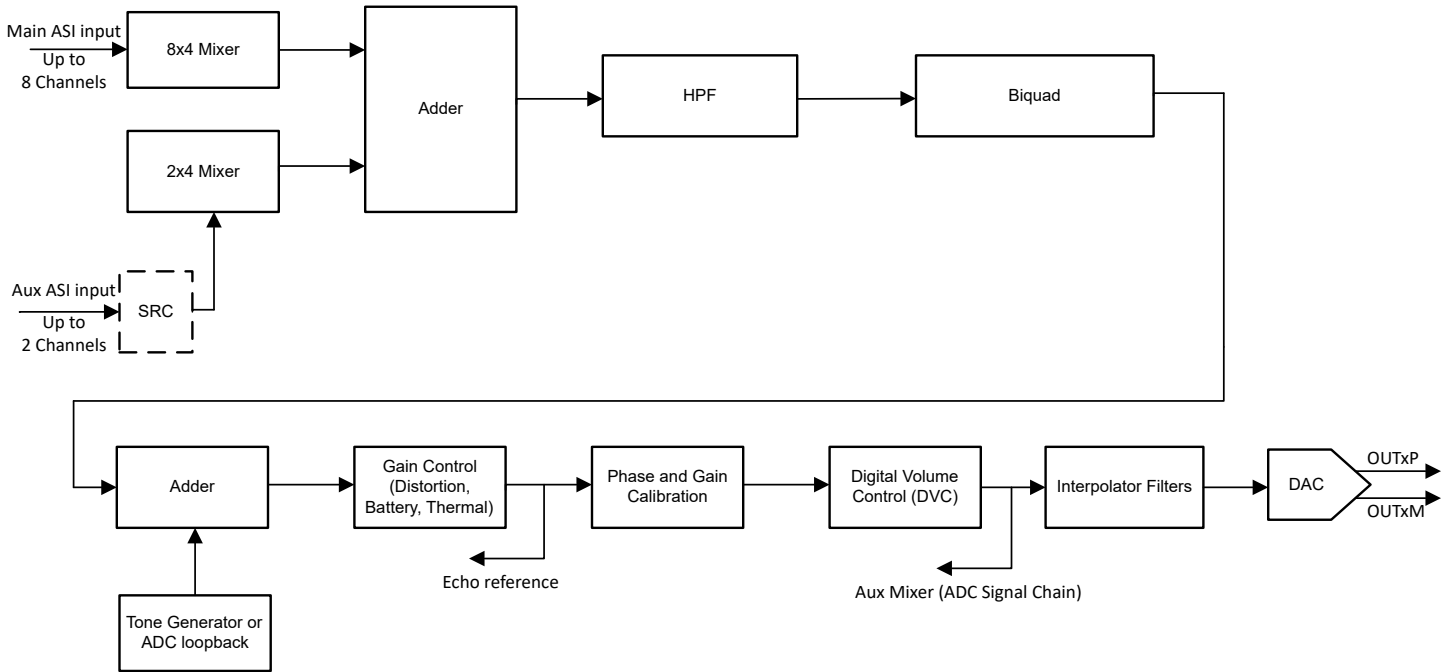 Main ASI input
Up to
8 Channels
8x4 Mixer
Adder
HPF
Biquad
2x4 Mixer
Aux ASI input
Up to
2 Channels
SRC
Adder
Gain Control
(Distortion,
Battery, Thermal)
Phase and Gain
Calibration
Digital Volume
Control (DVC)
Interpolator Filters
DAC
OUTxP
OUTxM
Echo reference
Aux Mixer (ADC Signal Chain)
Tone Generator or
ADC loopback